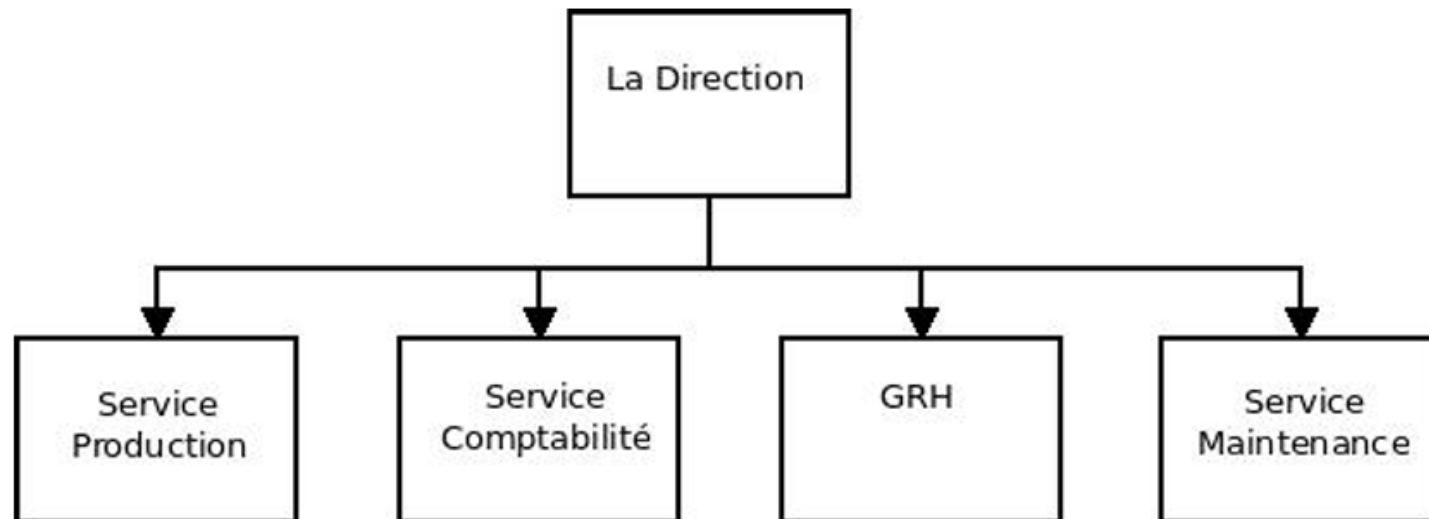 La Direction
Service
Production
Service
Comptabilité
GRH
Service
Maintenance